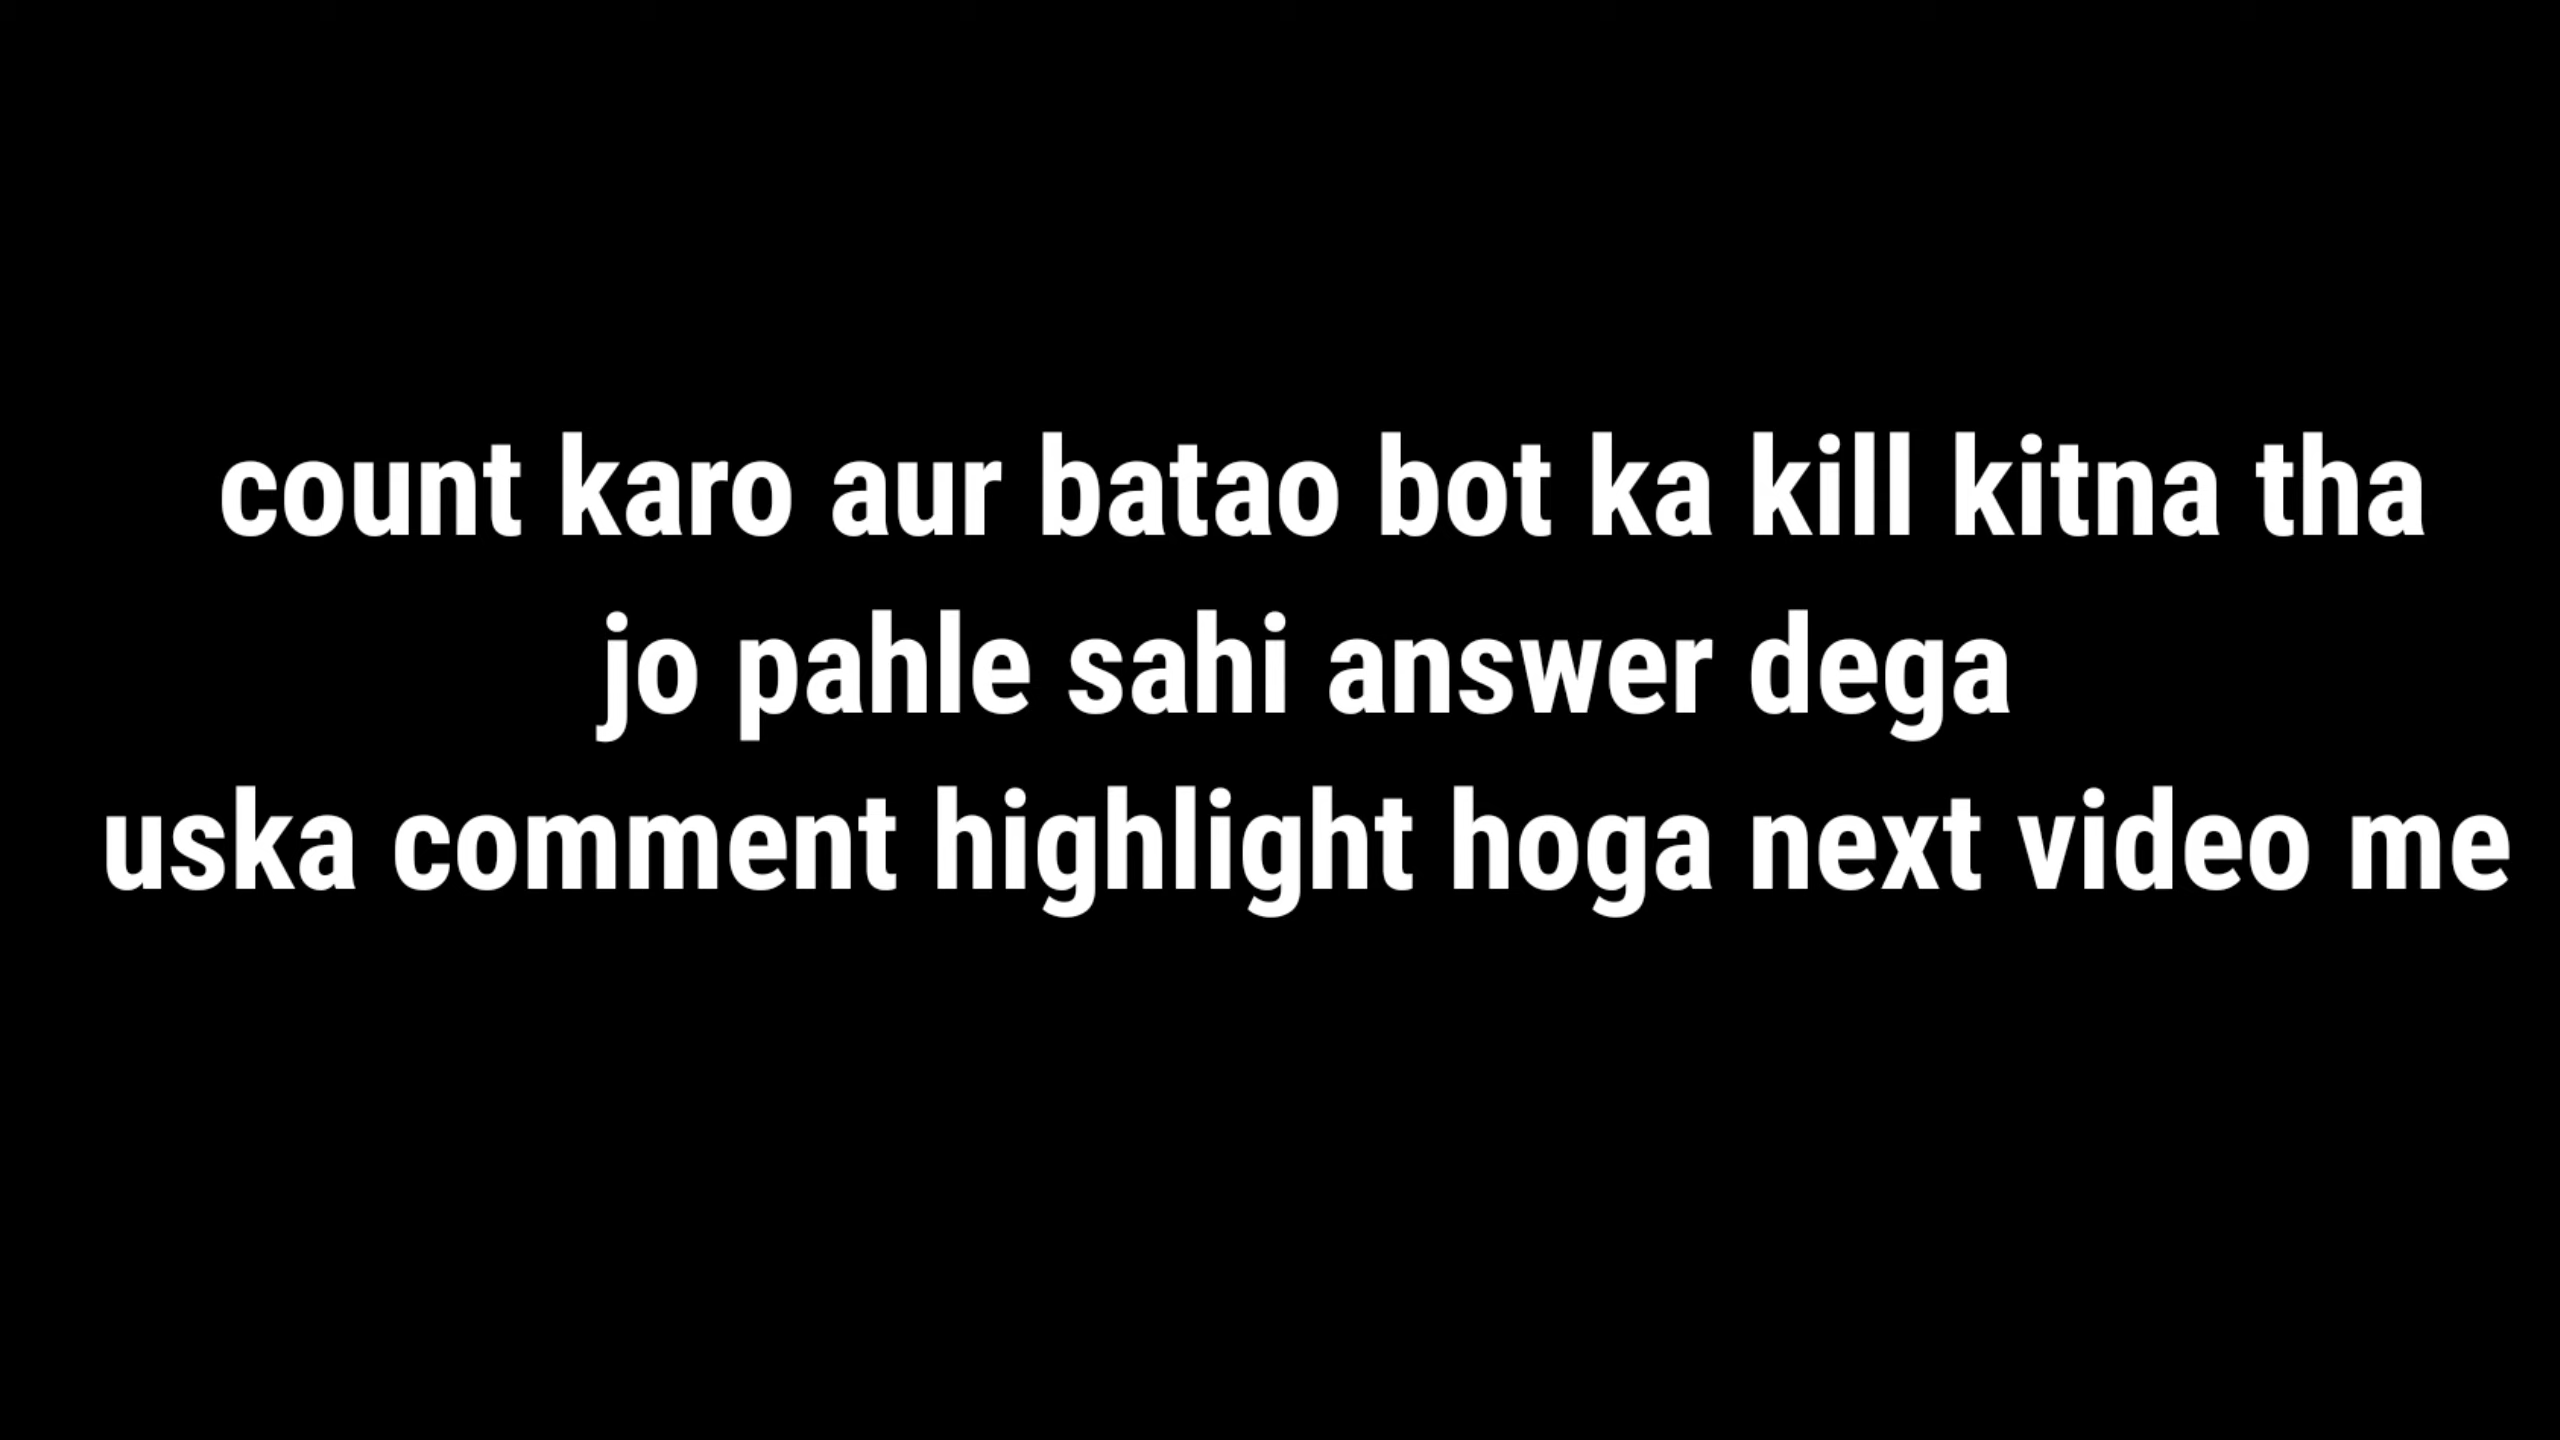 count karo aur batao bot ka kill kitna tha
jo pahle sahi answer dega
uska comment highlight hoga next video me